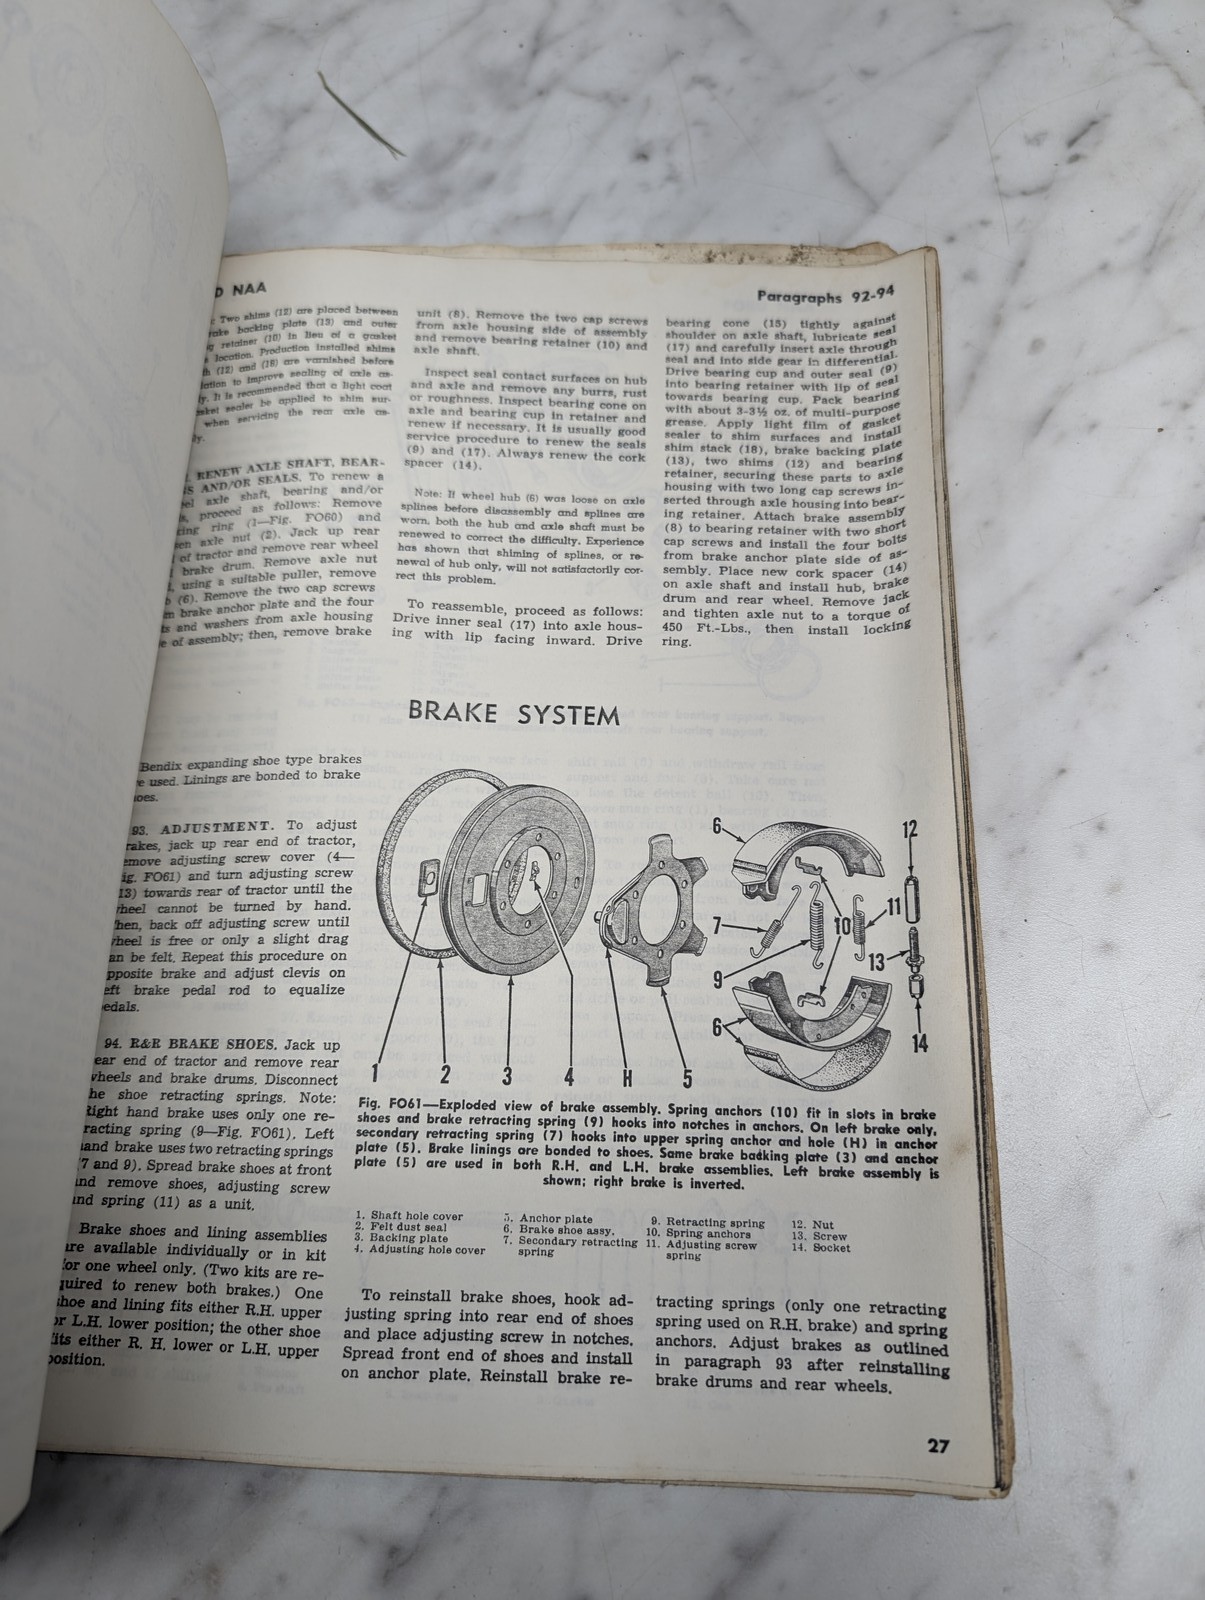 D NAA
Paragraphs 92-94
Two shims (12) are placed between
backing plate (13) and outer
retainer (10) in lieu of a gasket
location. Production installed shims
(12) and (18) are varnished before
to improve sealing of axle as-
It is recommended that a light coat
sealer be applied to shim sur-
when servicing the rear axle as-
RENEW AXLE SHAFT, BEAR-
AND/OR SEALS. To renew a
axle shaft, bearing and/or
proceed as follows: Remove
ring (1—Fig. FO60) and
axle nut (2). Jack up rear
of tractor and remove rear wheel
brake drum. Remove axle nut
using a suitable puller, remove
(6). Remove the two cap screws
brake anchor plate and the four
and washers from axle housing
of assembly; then, remove brake
unit (8). Remove the two cap screws
from axle housing side of assembly
and remove bearing retainer (10) and
axle shaft.
Inspect seal contact surfaces on hub
and axle and remove any burrs, rust
or roughness. Inspect bearing cone on
axle and bearing cup in retainer and
renew if necessary. It is usually good
service procedure to renew the seals
(9) and (17). Always renew the cork
spacer (14).
Note: If wheel hub (6) was loose on axle
splines before disassembly and splines are
worn, both the hub and axle shaft must be
renewed to correct the difficulty. Experience
has shown that shiming of splines, or re-
newal of hub only, will not satisfactorily cor-
rect this problem.
To reassemble, proceed as follows:
Drive inner seal (17) into axle hous-
ing with lip facing inward. Drive
bearing cone (15) tightly against
shoulder on axle shaft, lubricate seal
(17) and carefully insert axle through
seal and into side gear in differential.
Drive bearing cup and outer seal (9)
into bearing retainer with lip of seal
towards bearing cup. Pack bearing
with about 3-3½ oz. of multi-purpose
grease. Apply light film of gasket
sealer to shim surfaces and install
shim stack (18), brake backing plate
(13), two shims (12) and bearing
retainer, securing these parts to axle
housing with two long cap screws in-
serted through axle housing into bear-
ing retainer. Attach brake assembly
(8) to bearing retainer with two short
cap screws and install the four bolts
from brake anchor plate side of as-
sembly. Place new cork spacer (14)
on axle shaft and install hub, brake
drum and rear wheel. Remove jack
and tighten axle nut to a torque of
450 Ft.-Lbs., then install locking
ring.
BRAKE SYSTEM
Bendix expanding shoe type brakes
used. Linings are bonded to brake
93. ADJUSTMENT. To adjust
rakes, jack up rear end of tractor,
emove adjusting screw cover (4—
ig. FO61) and turn adjusting screw
13) towards rear of tractor until the
wheel cannot be turned by hand.
hen, back off adjusting screw until
wheel is free or only a slight drag
an be felt. Repeat this procedure on
pposite brake and adjust clevis on
eft brake pedal rod to equalize
edals.
94. R&R BRAKE SHOES. Jack up
ear end of tractor and remove rear
wheels and brake drums. Disconnect
he shoe retracting springs. Note:
Right hand brake uses only one re-
racting spring (9—Fig. FO61). Left
and brake uses two retracting springs
7 and 9). Spread brake shoes at front
nd remove shoes, adjusting screw
nd spring (11) as a unit.
Brake shoes and lining assemblies
are available individually or in kit
for one wheel only. (Two kits are re-
quired to renew both brakes.) One
shoe and lining fits either R.H. upper
or L.H. lower position; the other shoe
fits either R. H. lower or L.H. upper
position.
6
12
7
10
11
9
13
6
14
1
2
3
4
H
5
Fig. FO61—Exploded view of brake assembly. Spring anchors (10) fit in slots in brake
shoes and brake retracting spring (9) hooks into notches in anchors. On left brake only,
secondary retracting spring (7) hooks into upper spring anchor and hole (H) in anchor
plate (5). Brake linings are bonded to shoes. Same brake backing plate (3) and anchor
plate (5) are used in both R.H. and L.H. brake assemblies. Left brake assembly is
shown; right brake is inverted.
1. Shaft hole cover
2. Felt dust seal
3. Backing plate
4. Adjusting hole cover
5. Anchor plate
6. Brake shoe assy.
7. Secondary retracting
spring
9. Retracting spring
10. Spring anchors
11. Adjusting screw
spring
12. Nut
13. Screw
14. Socket
To reinstall brake shoes, hook ad-
justing spring into rear end of shoes
and place adjusting screw in notches.
Spread front end of shoes and install
on anchor plate. Reinstall brake re-
tracting springs (only one retracting
spring used on R.H. brake) and spring
anchors. Adjust brakes as outlined
in paragraph 93 after reinstalling
brake drums and rear wheels.
27